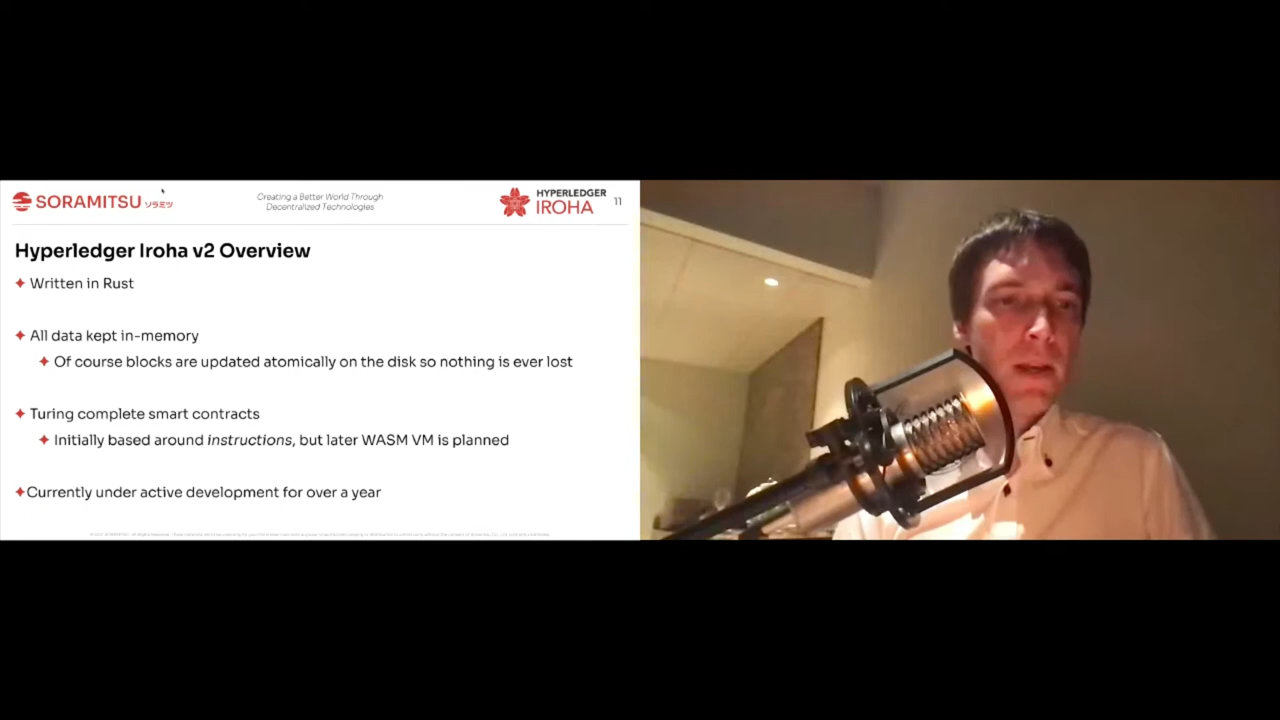 SORAMITSU ソラミツ
Creating a Better World Through
Decentralized Technologies
HYPERLEDGER
IROHA
11
Hyperledger Iroha v2 Overview
Written in Rust
All data kept in-memory
Of course blocks are updated atomically on the disk so nothing is ever lost
Turing complete smart contracts
Initially based around instructions, but later WASM VM is planned
Currently under active development for over a year